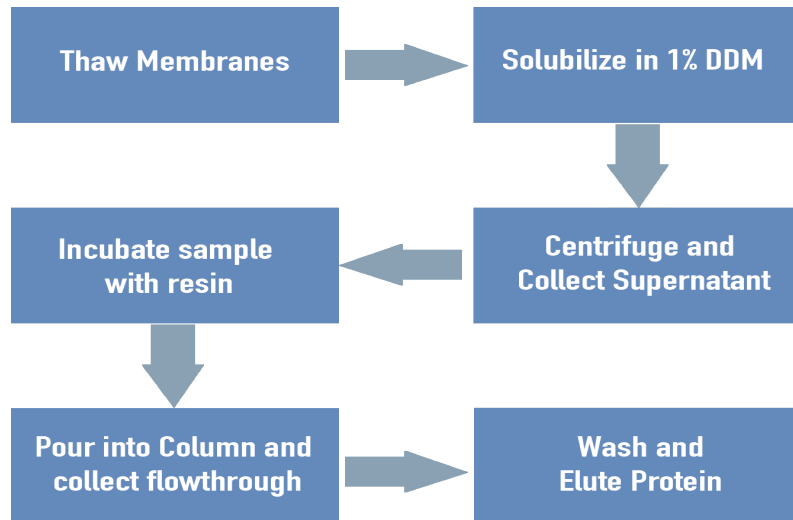 Thaw Membranes
Solubilize in 1% DDM
Centrifuge and
Collect Supernatant
Incubate sample
with resin
Pour into Column and
collect flowthrough
Wash and
Elute Protein